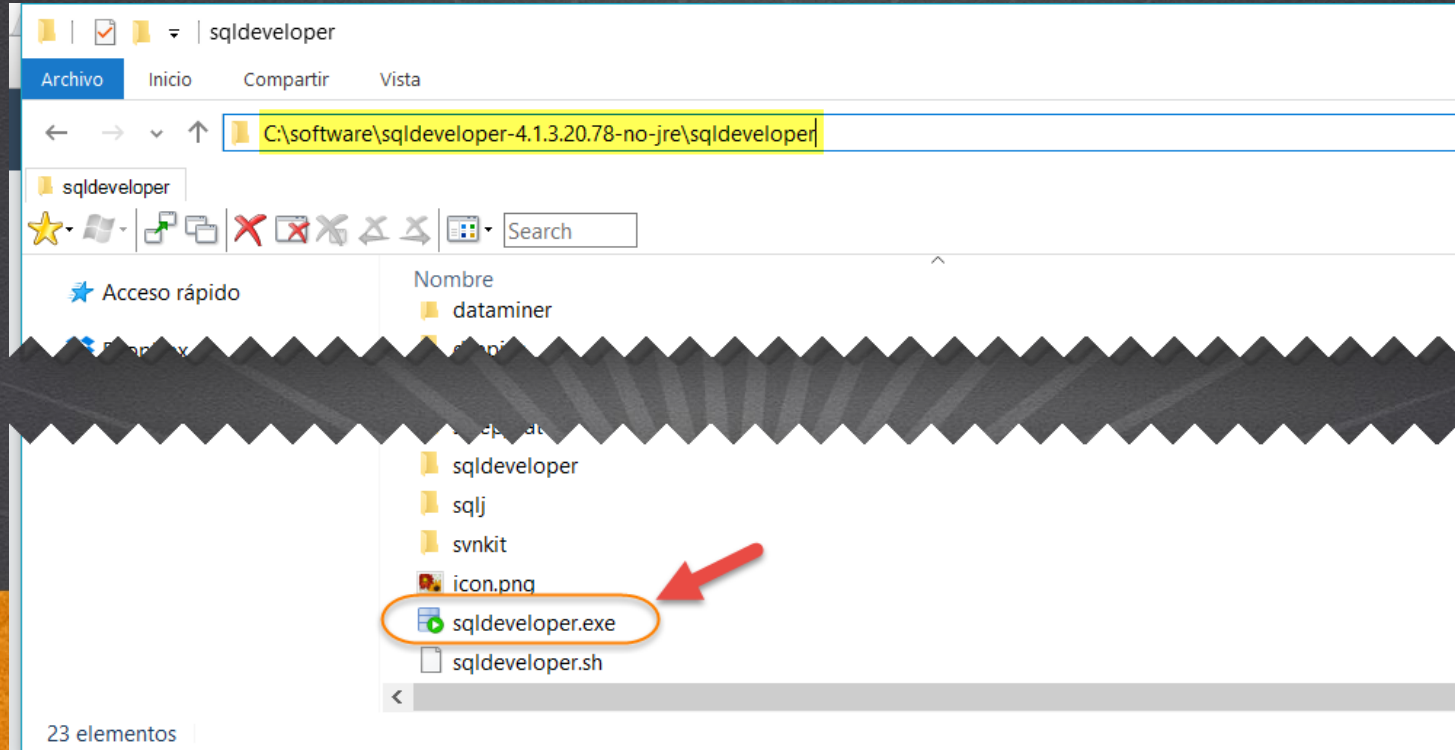 sqldeveloper
Archivo Inicio Compartir Vista
C:\software\sqldeveloper-4.1.3.20.78-no-jre\sqldeveloper
sqldeveloper
Search
Acceso rápido
Nombre
dataminer
sqldeveloper
sqlj
svnkit
icon.png
sqldeveloper.exe
sqldeveloper.sh
23 elementos